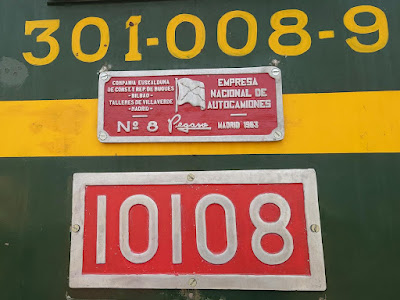 301-008-9
COMPAÑIA EUSKALDUNA
DE CONST. Y REP. DE BUQUES
- BILBAO -
TALLERES DE VILLAVERDE
- MADRID -
EMPRESA
NACIONAL DE
AUTOCAMIONES
Nº 8 Pegaso MADRID 1963
10108